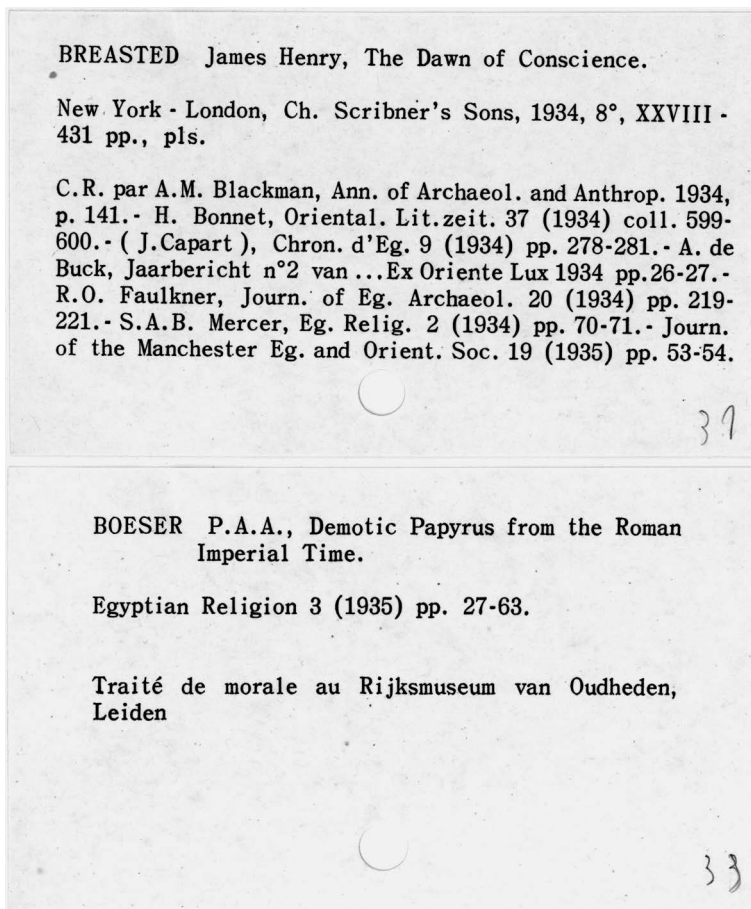 BREASTED James Henry, The Dawn of Conscience.
New York - London, Ch. Scribner's Sons, 1934, 8°, XXVIII -
431 pp., pls.
C.R. par A.M. Blackman, Ann. of Archaeol. and Anthrop. 1934,
p. 141.- H. Bonnet, Oriental. Lit.zeit. 37 (1934) coll. 599-
600.- ( J.Capart ), Chron. d'Eg. 9 (1934) pp. 278-281.- A. de
Buck, Jaarbericht n°2 van ...Ex Oriente Lux 1934 pp.26-27.-
R.O. Faulkner, Journ. of Eg. Archaeol. 20 (1934) pp. 219-
221.- S.A.B. Mercer, Eg. Relig. 2 (1934) pp. 70-71.- Journ.
of the Manchester Eg. and Orient. Soc. 19 (1935) pp. 53-54.
BOESER P.A.A., Demotic Papyrus from the Roman
Imperial Time.
Egyptian Religion 3 (1935) pp. 27-63.
Traité de morale au Rijksmuseum van Oudheden,
Leiden
33